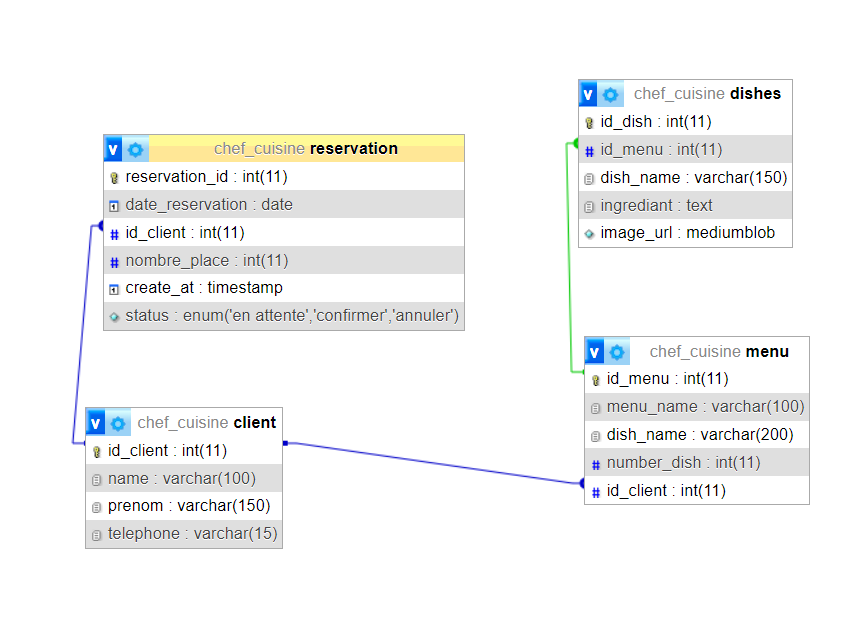 chef_cuisine dishes
id_dish : int(11)
id_menu : int(11)
dish_name : varchar(150)
ingrediant : text
image_url : mediumblob
chef_cuisine reservation
reservation_id : int(11)
date_reservation : date
id_client : int(11)
nombre_place : int(11)
create_at : timestamp
status : enum('en attente','confirmer','annuler')
chef_cuisine menu
id_menu : int(11)
menu_name : varchar(100)
dish_name : varchar(200)
number_dish : int(11)
id_client : int(11)
chef_cuisine client
id_client : int(11)
name : varchar(100)
prenom : varchar(150)
telephone : varchar(15)